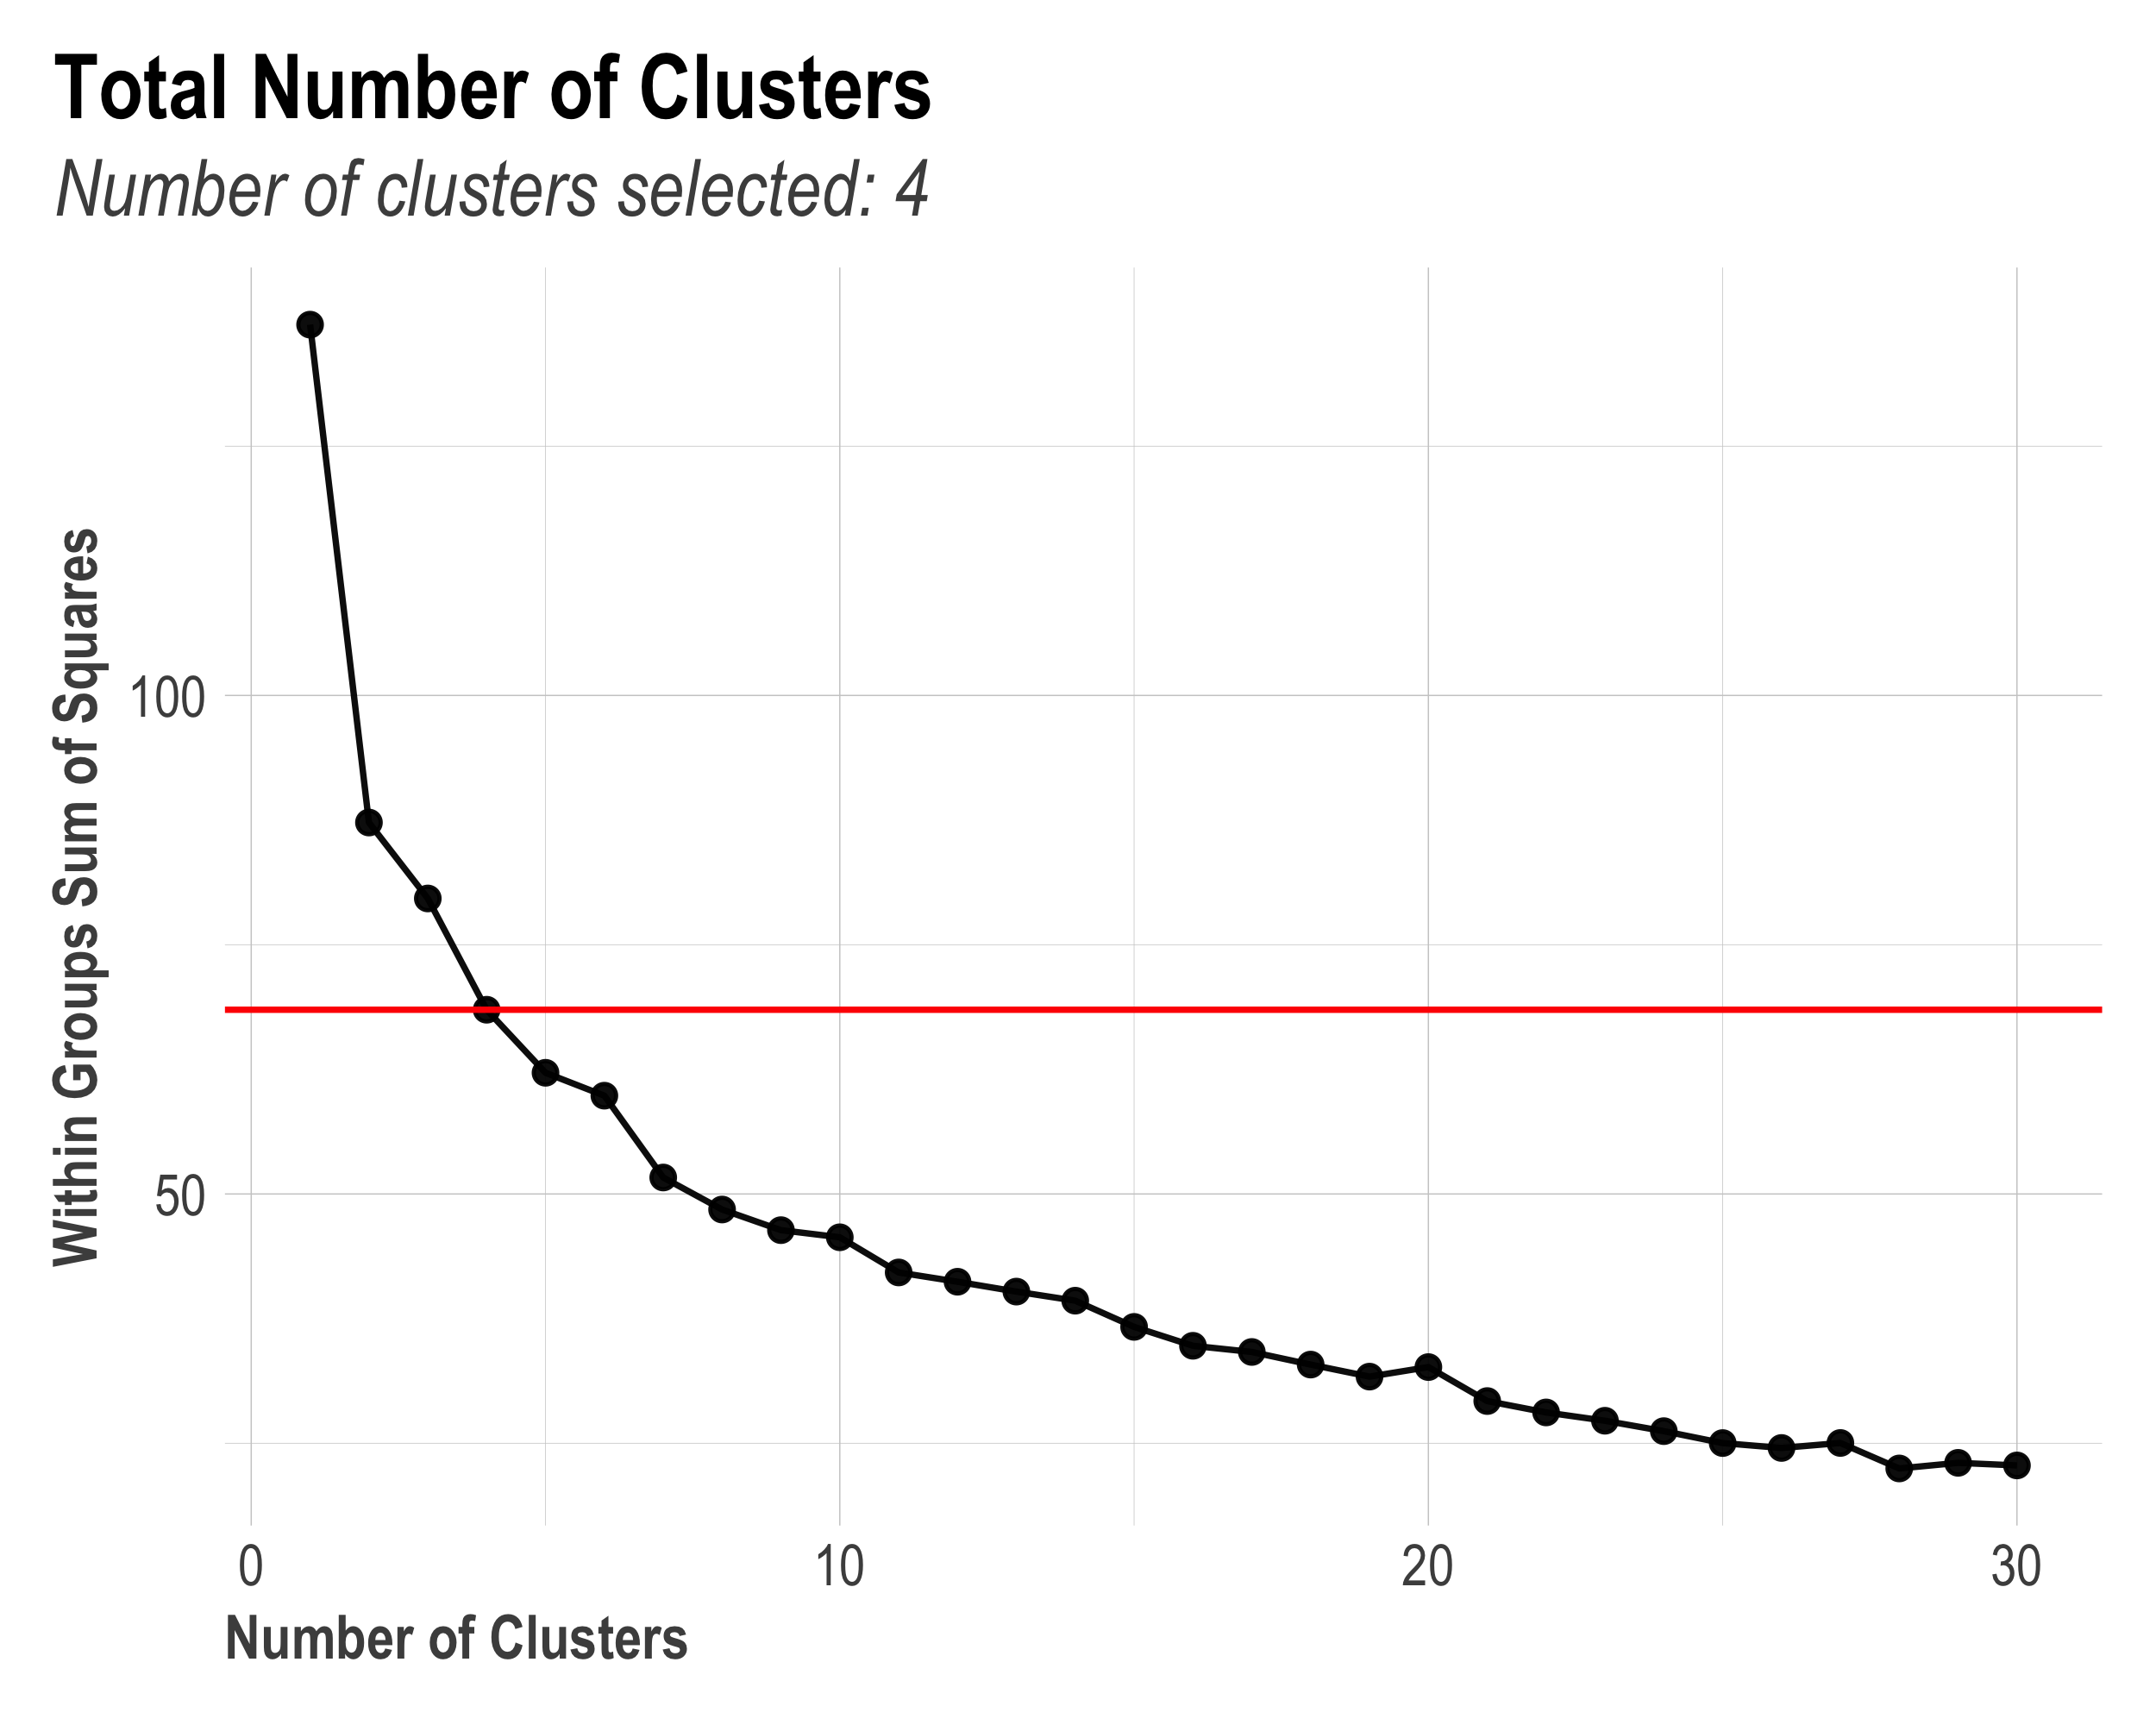 Total Number of Clusters
Number of clusters selected: 4
Within Groups Sum of Squares
100
50
0 10 20 30
Number of Clusters